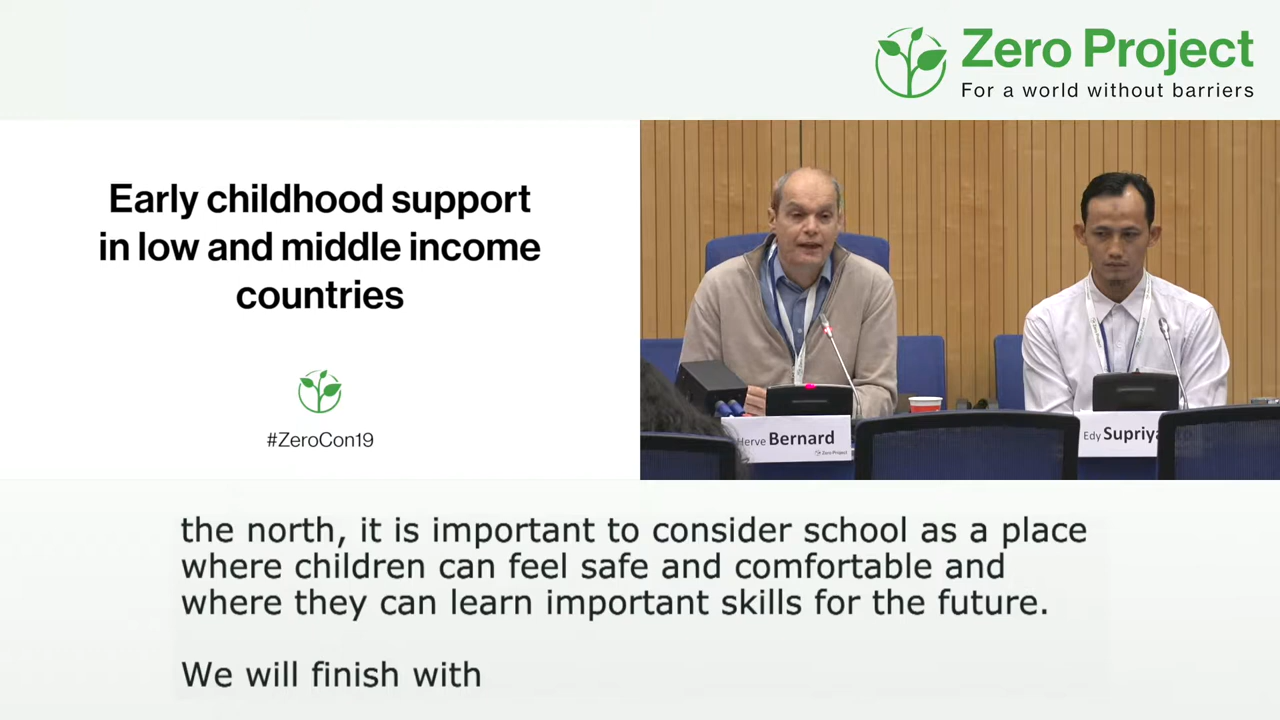 Zero Project
For a world without barriers
Early childhood support
in low and middle income
countries
#ZeroCon19
Herve Bernard
Zero Project
Edy
the north, it is important to consider school as a place
where children can feel safe and comfortable and
where they can learn important skills for the future.
We will finish with